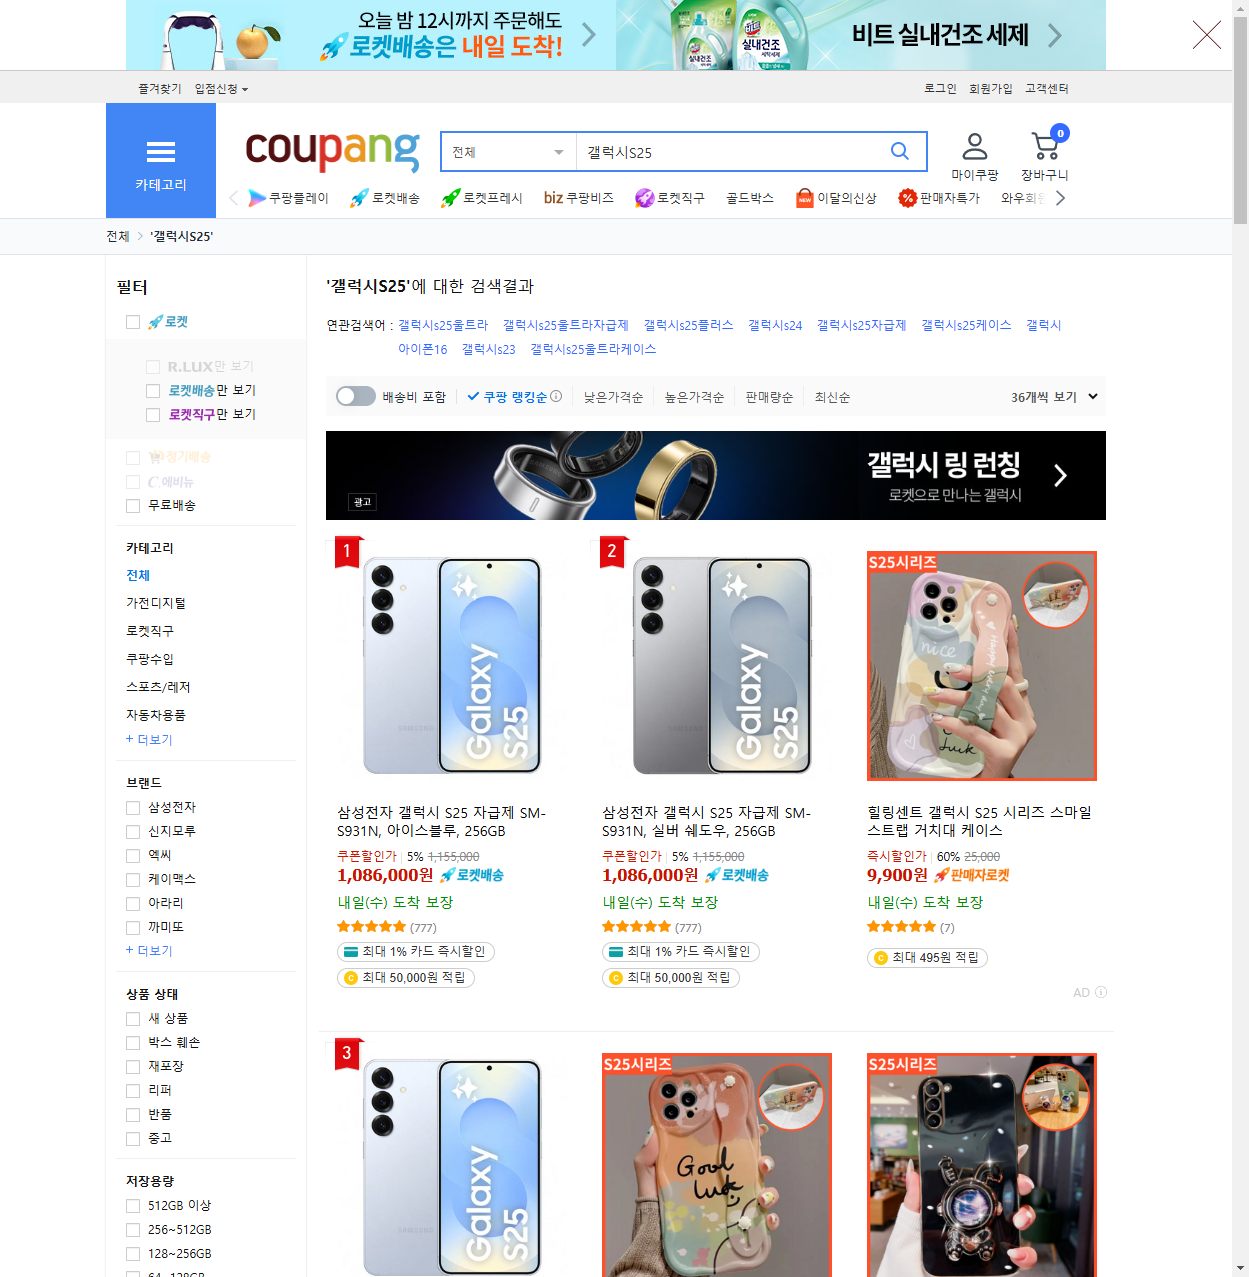 오늘 밤 12시까지 주문해도
로켓배송은 내일 도착!
비트 실내건조 세제
즐겨찾기 입점신청
로그인 회원가입 고객센터
카테고리
coupang
전체
갤럭시S25
마이쿠팡
0
장바구니
쿠팡플레이 로켓배송 로켓프레시 biz 쿠팡비즈 로켓직구 골드박스 NEW 이달의신상 판매자특가 와우회원
전체 > '갤럭시S25'
필터
로켓
R.LUX만 보기
로켓배송만 보기
로켓직구만 보기
정기배송
C.에비뉴
무료배송
카테고리
전체
가전디지털
로켓직구
쿠팡수입
스포츠/레저
자동차용품
+ 더보기
브랜드
삼성전자
신지모루
엑씨
케이맥스
아라리
까미또
+ 더보기
상품 상태
새 상품
박스 훼손
재포장
리퍼
반품
중고
저장용량
512GB 이상
256~512GB
128~256GB
64~128GB
'갤럭시S25'에 대한 검색결과
연관검색어 : 갤럭시s25울트라 갤럭시s25울트라자급제 갤럭시s25플러스 갤럭시s24 갤럭시s25자급제 갤럭시s25케이스 갤럭시
아이폰16 갤럭시s23 갤럭시s25울트라케이스
배송비 포함 쿠팡 랭킹순 낮은가격순 높은가격순 판매량순 최신순 36개씩 보기
갤럭시 링 런칭
로켓으로 만나는 갤럭시
광고
1
Galaxy S25
삼성전자 갤럭시 S25 자급제 SM-
S931N, 아이스블루, 256GB
쿠폰할인가 5% 1,155,000
1,086,000원 로켓배송
내일(수) 도착 보장
(777)
최대 1% 카드 즉시할인
최대 50,000원 적립
2
Galaxy S25
삼성전자 갤럭시 S25 자급제 SM-
S931N, 실버 쉐도우, 256GB
쿠폰할인가 5% 1,155,000
1,086,000원 로켓배송
내일(수) 도착 보장
(777)
최대 1% 카드 즉시할인
최대 50,000원 적립
S25시리즈
nice
Luck
힐링센트 갤럭시 S25 시리즈 스마일
스트랩 거치대 케이스
즉시할인가 60% 25,000
9,900원 판매자로켓
내일(수) 도착 보장
(7)
최대 495원 적립
AD
3
Galaxy S25
S25시리즈
Good
luck
S25시리즈